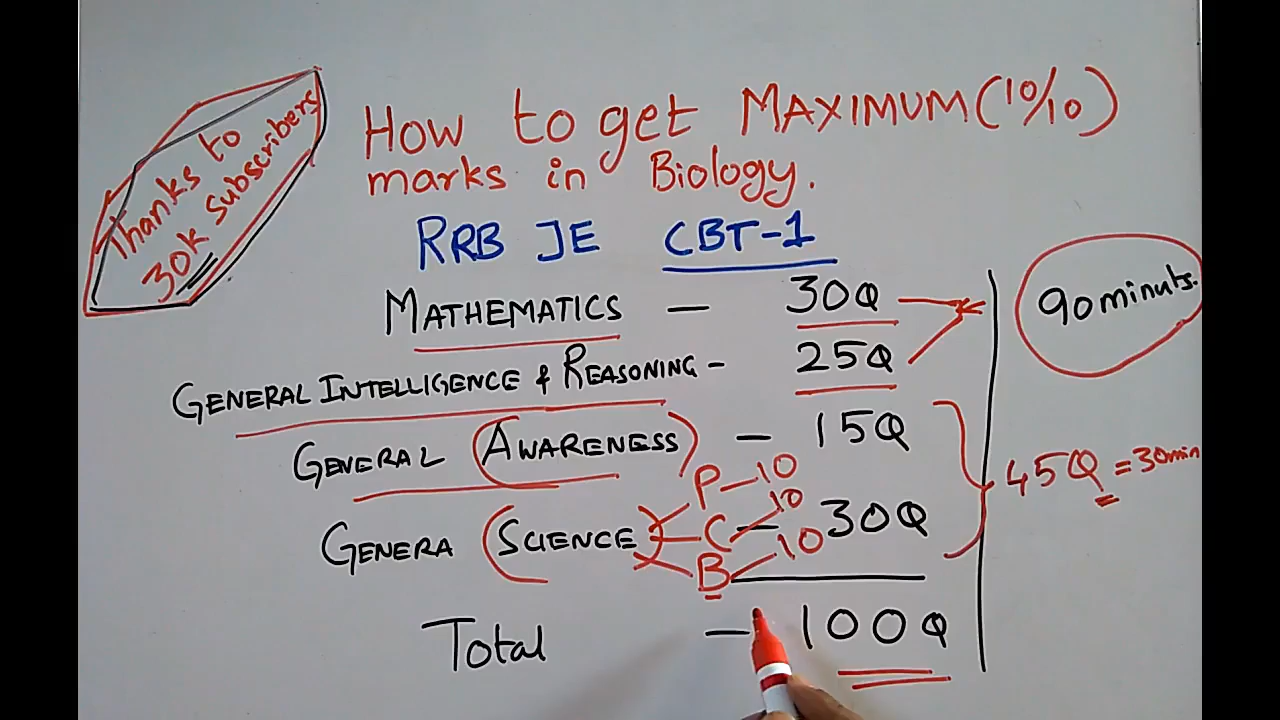 Thanks to
30K Subscribers
How to get MAXIMUM (10/10)
marks in Biology.
RRB JE CBT-1
MATHEMATICS - 30Q
GENERAL INTELLIGENCE & REASONING - 25Q
GENERAL (AWARENESS) - 15Q
GENERA (SCIENCE) - 30Q
P - 10
C - 10
B - 10
Total - 100Q
90 minuts.
45Q = 30min